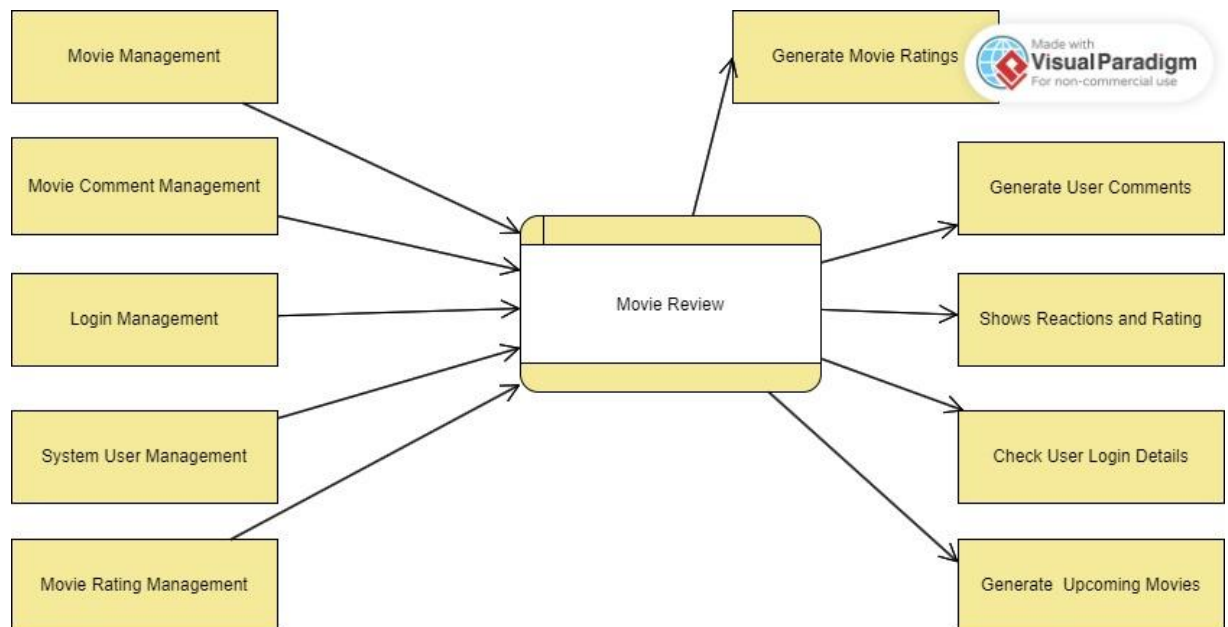 Movie Management
Generate Movie Ratings
Made with
Visual Paradigm
For non-commercial use
Movie Comment Management
Generate User Comments
Login Management
Movie Review
Shows Reactions and Rating
System User Management
Check User Login Details
Movie Rating Management
Generate  Upcoming Movies